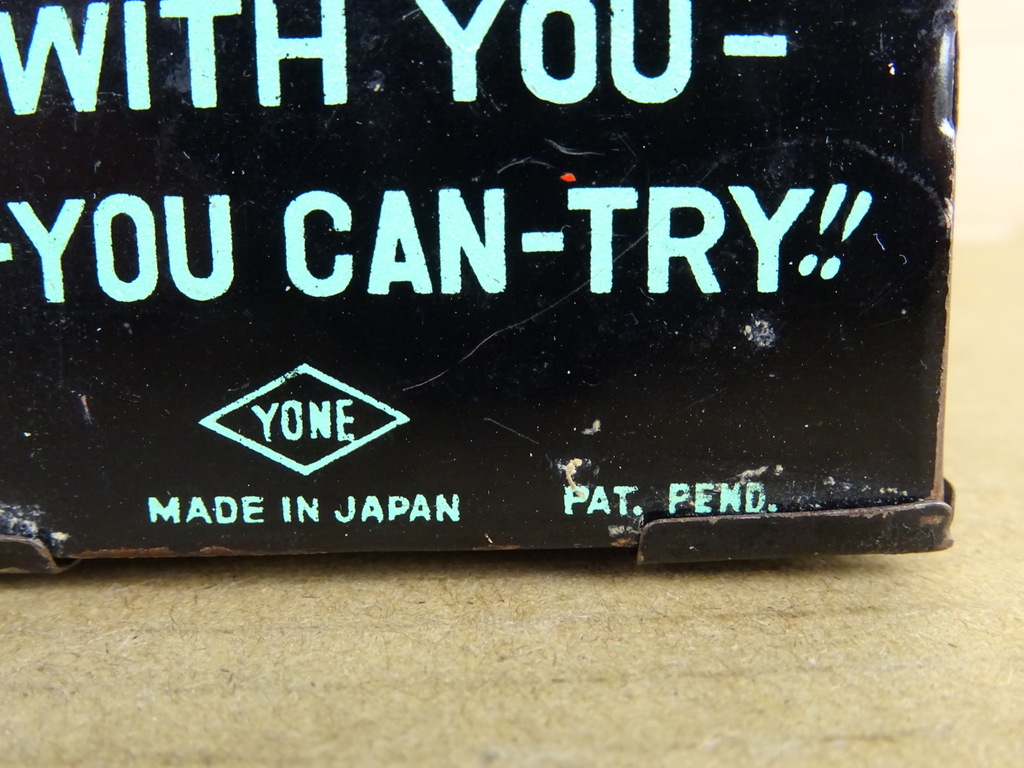 WITH YOU-
-YOU CAN-TRY!!
YONE
MADE IN JAPAN
PAT. PEND.